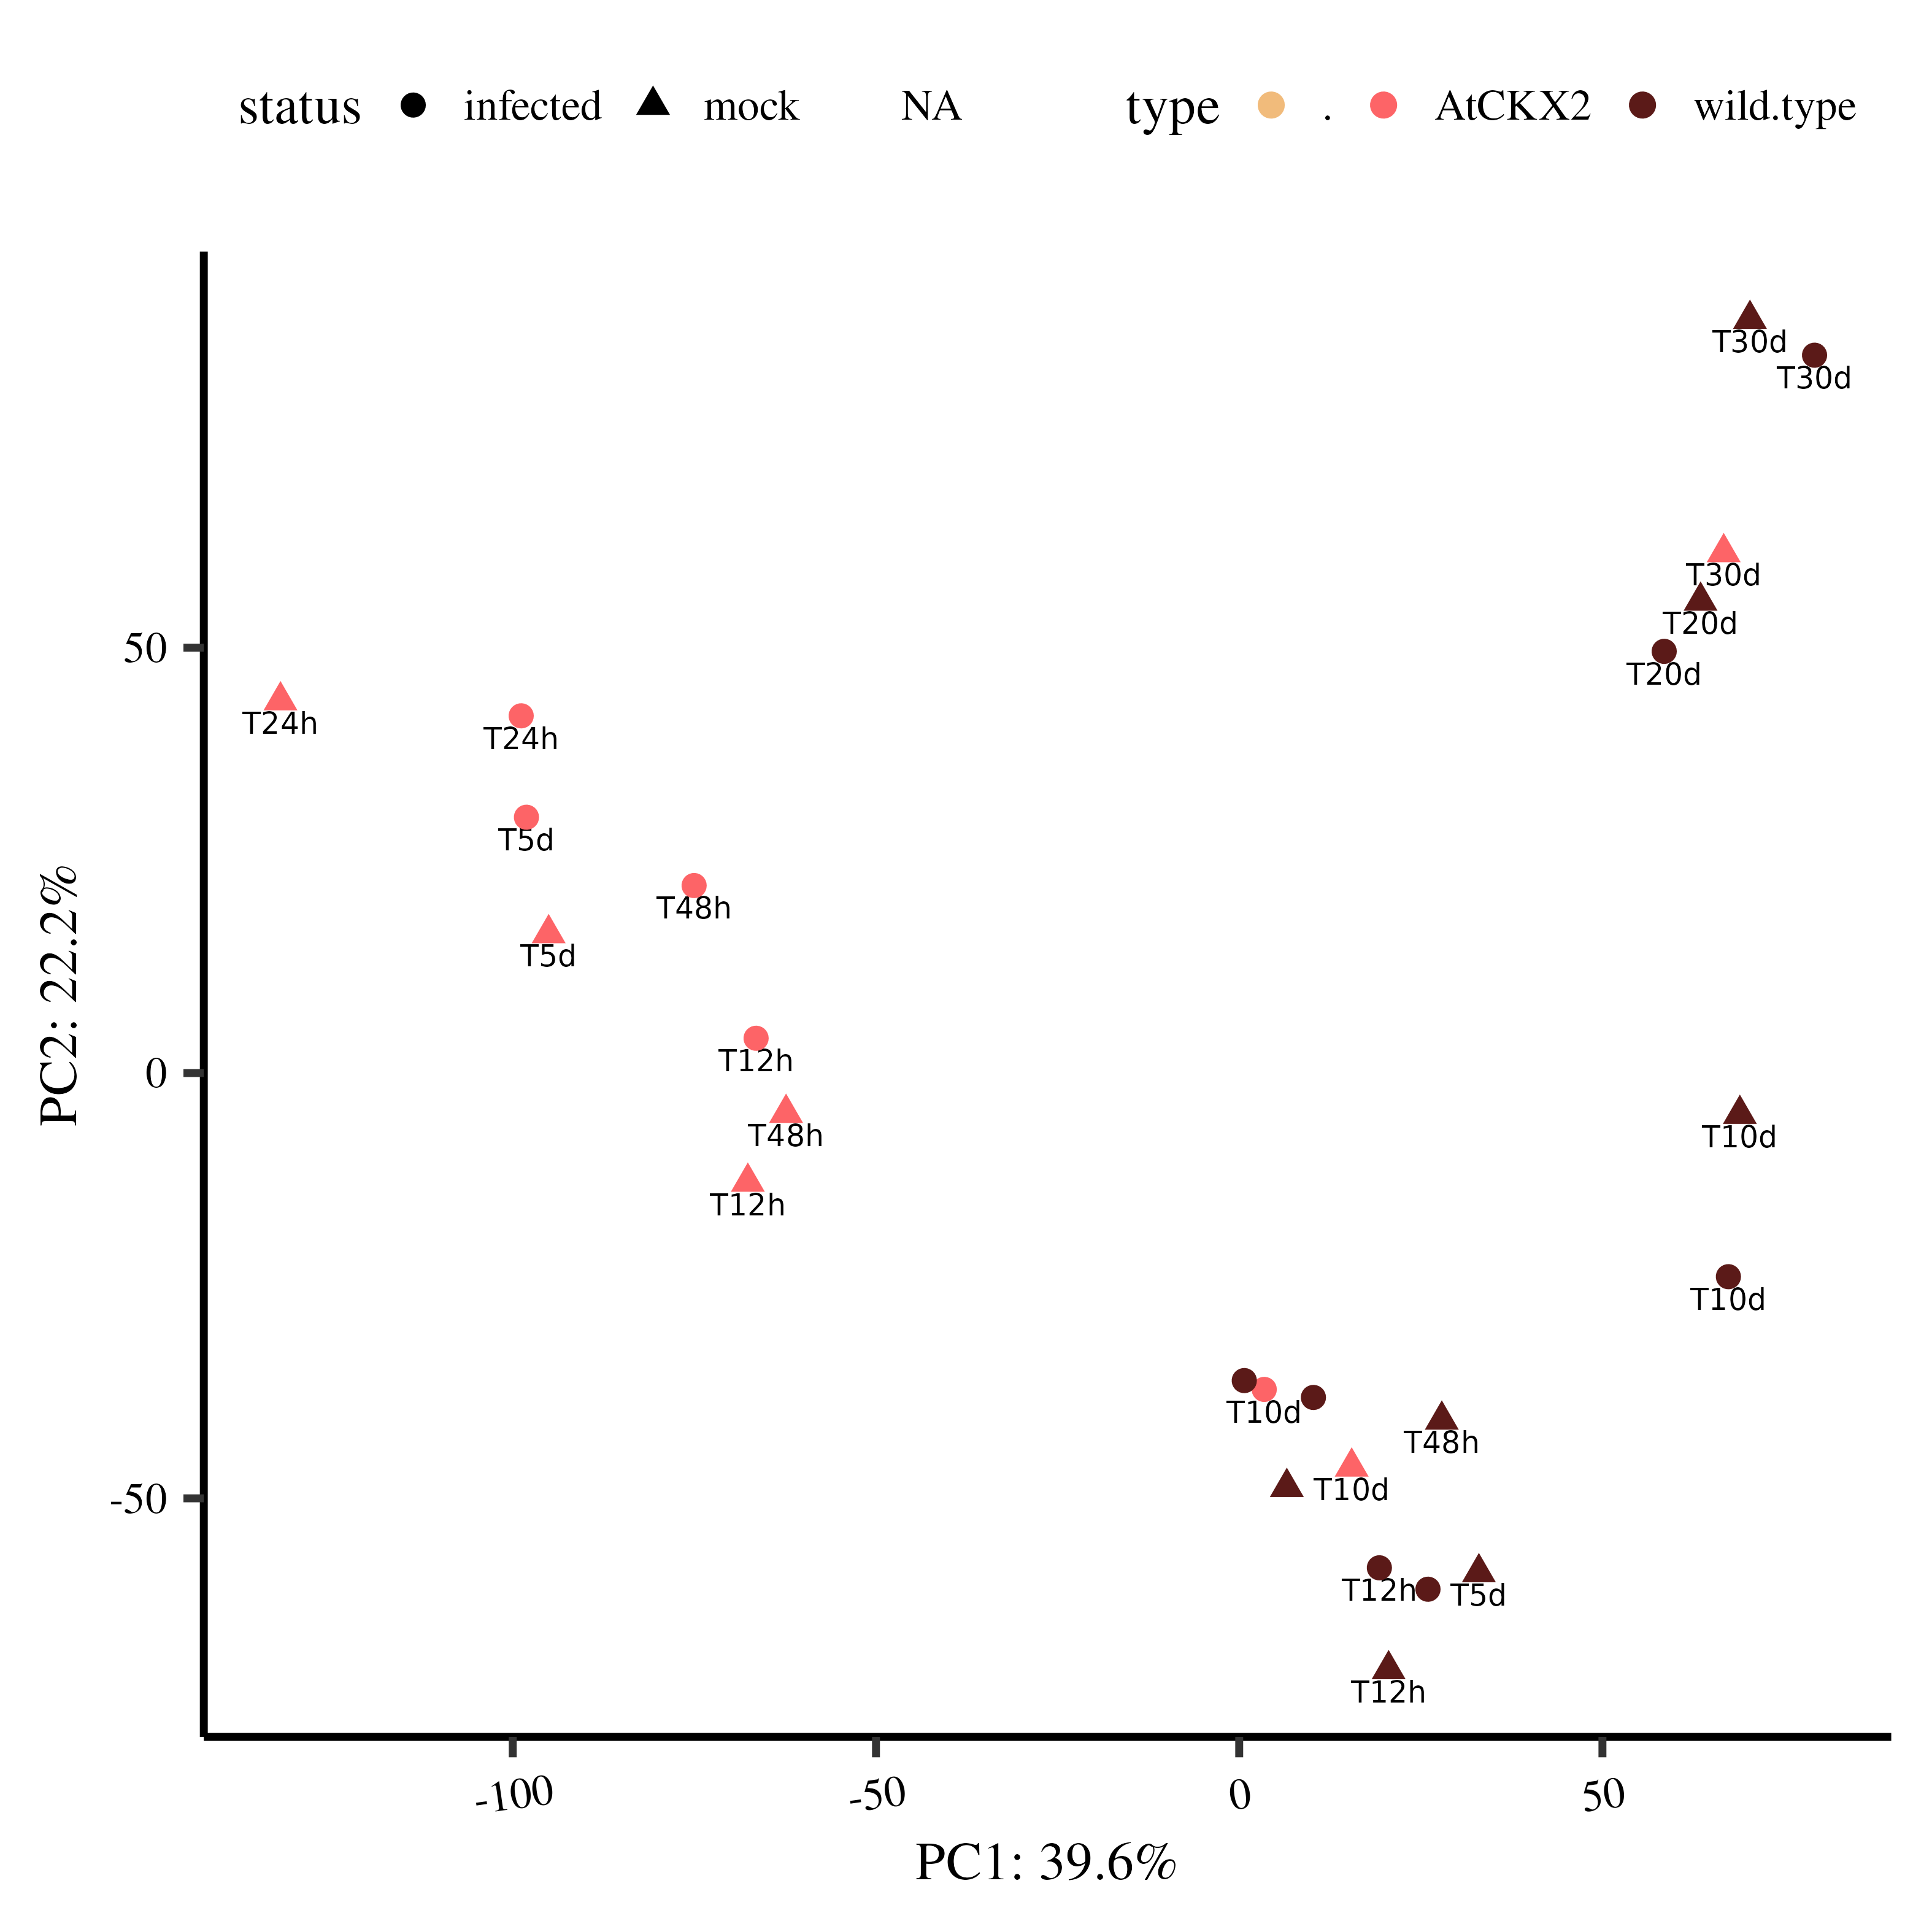 status infected mock NA type . AtCKX2 wild.type
T30d
T30d
T30d
T20d
T20d
50
T24h
T24h
T5d
T48h
T5d
T12h
0
T48h
T10d
T12h
T10d
T10d
T48h
T10d
-50
T12h
T5d
T12h
-100 -50 0 50
PC1: 39.6%
PC2: 22.2%